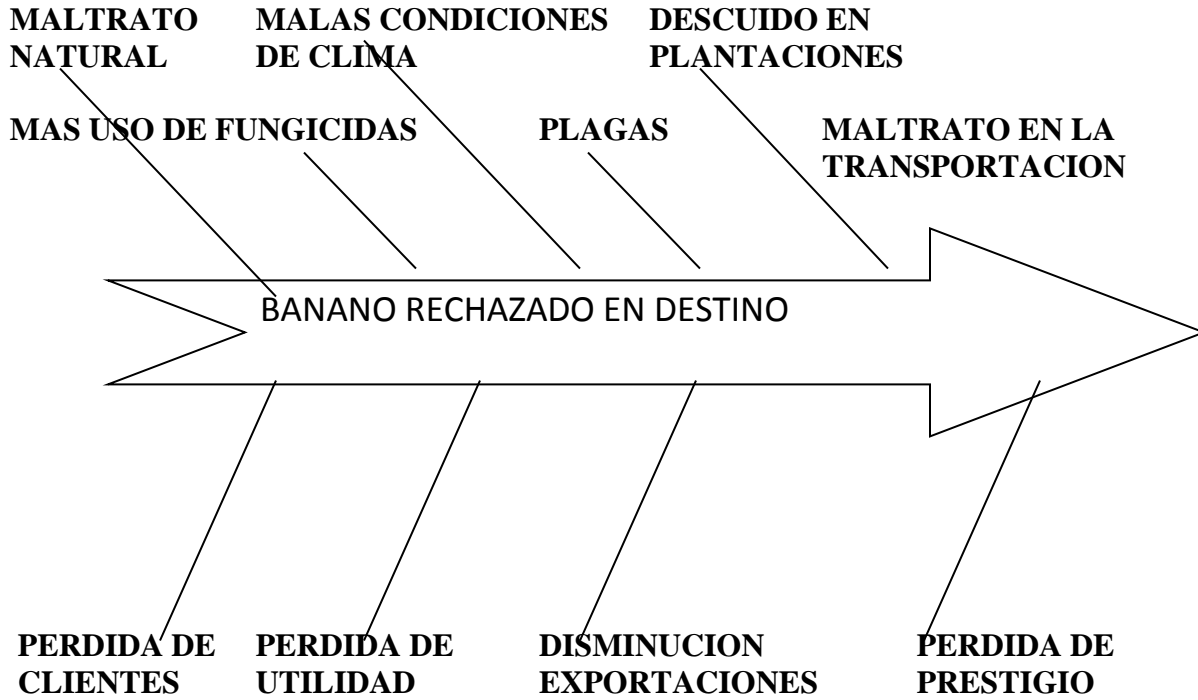 MALTRATO
NATURAL
MALAS CONDICIONES
DE CLIMA
DESCUIDO EN
PLANTACIONES
MAS USO DE FUNGICIDAS
PLAGAS
MALTRATO EN LA
TRANSPORTACION
BANANO RECHAZADO EN DESTINO
PERDIDA DE
CLIENTES
PERDIDA DE
UTILIDAD
DISMINUCION
EXPORTACIONES
PERDIDA DE
PRESTIGIO